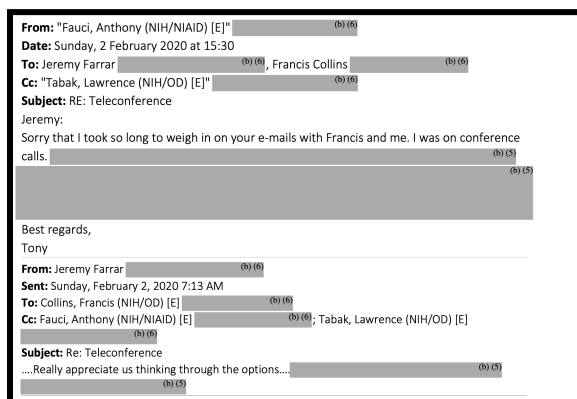 From: "Fauci, Anthony (NIH/NIAID) [E]" (b) (6)
Date: Sunday, 2 February 2020 at 15:30
To: Jeremy Farrar (b) (6), Francis Collins (b) (6)
Cc: "Tabak, Lawrence (NIH/OD) [E]" (b) (6)
Subject: RE: Teleconference
Jeremy:
Sorry that I took so long to weigh in on your e-mails with Francis and me. I was on conference
calls. (b) (5)
(b) (5)
Best regards,
Tony
From: Jeremy Farrar (b) (6)
Sent: Sunday, February 2, 2020 7:13 AM
To: Collins, Francis (NIH/OD) [E] (b) (6)
Cc: Fauci, Anthony (NIH/NIAID) [E] (b) (6); Tabak, Lawrence (NIH/OD) [E]
(b) (6)
Subject: Re: Teleconference
....Really appreciate us thinking through the options.... (b) (5)
(b) (5)